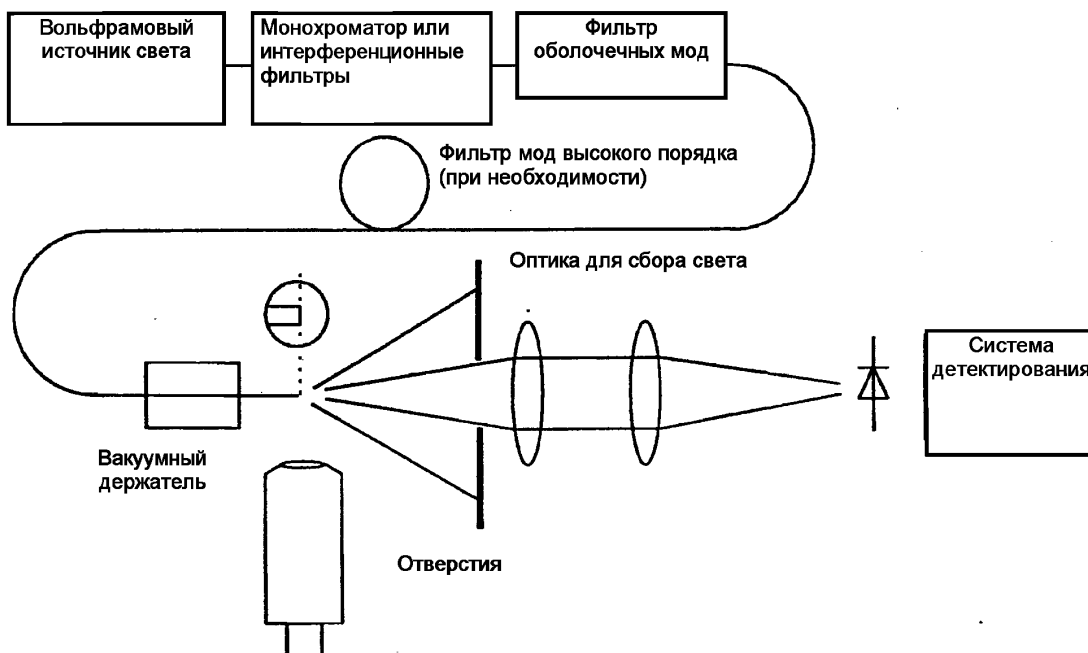 Вольфрамовый
источник света
Монохроматор или
интерференционные
фильтры
Фильтр
оболочечных мод
Фильтр мод высокого порядка
(при необходимости)
Оптика для сбора света
Система
детектирования
Вакуумный
держатель
Отверстия